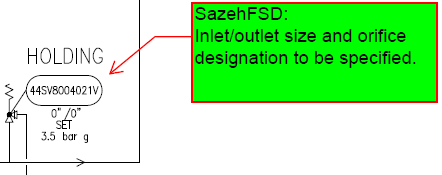 SazehFSD:
Inlet/outlet size and orifice
designation to be specified.
HOLDING
44SV8004021V
0"/0"
SET
3.5 bar g